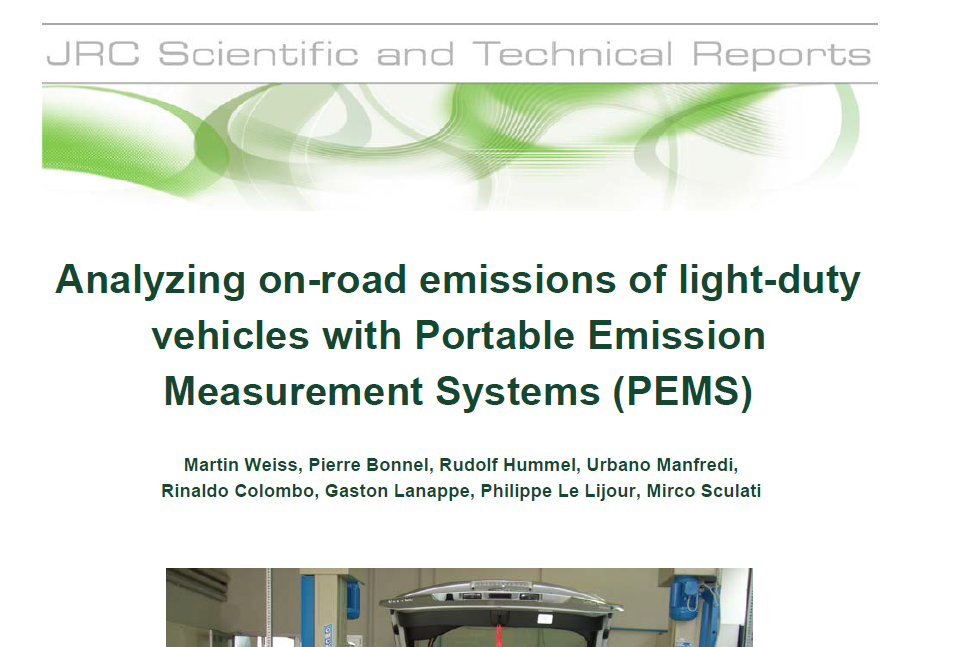 JRC Scientific and Technical Reports
Analyzing on-road emissions of light-duty
vehicles with Portable Emission
Measurement Systems (PEMS)
Martin Weiss, Pierre Bonnel, Rudolf Hummel, Urbano Manfredi,
Rinaldo Colombo, Gaston Lanappe, Philippe Le Lijour, Mirco Sculati